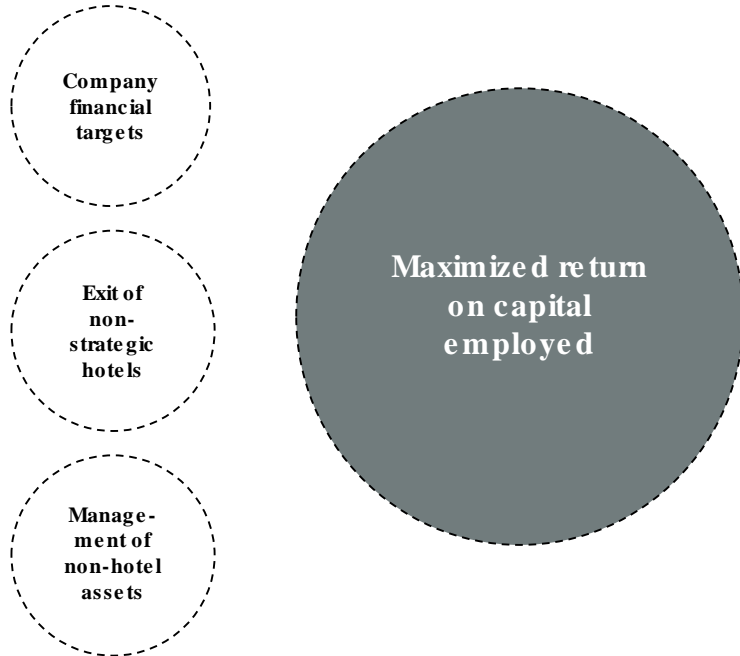 Company
financial
targets
Exit of
non-
strategic
hotels
Manage-
ment of
non-hotel
assets
Maximized return
on capital
employed